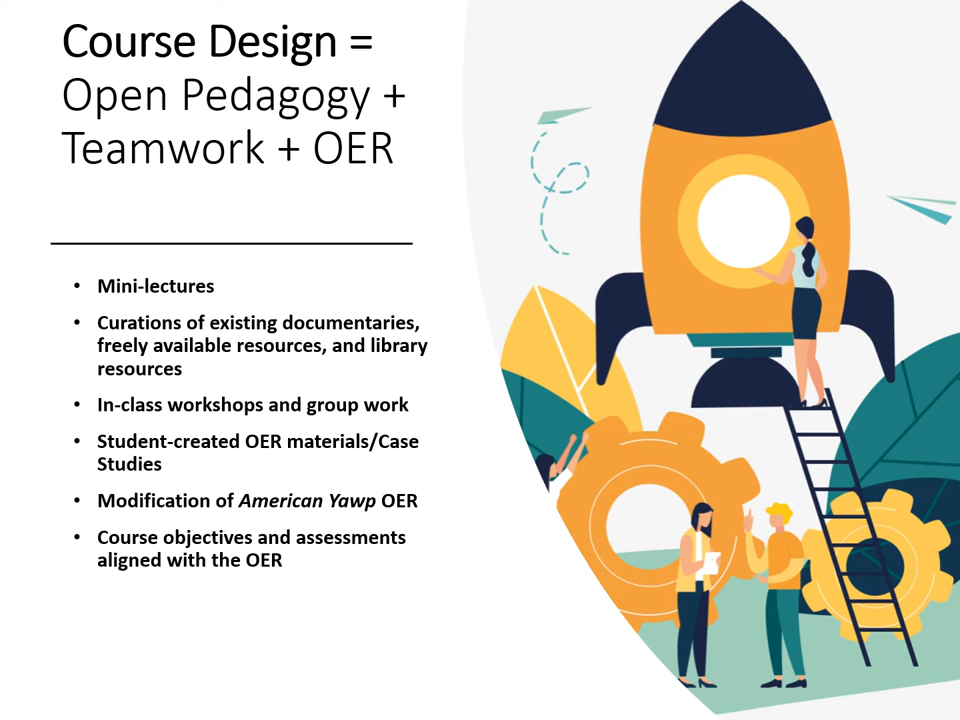 Course Design =
Open Pedagogy +
Teamwork + OER
• Mini-lectures
• Curations of existing documentaries,
freely available resources, and library
resources
• In-class workshops and group work
• Student-created OER materials/Case
Studies
• Modification of American Yawp OER
• Course objectives and assessments
aligned with the OER